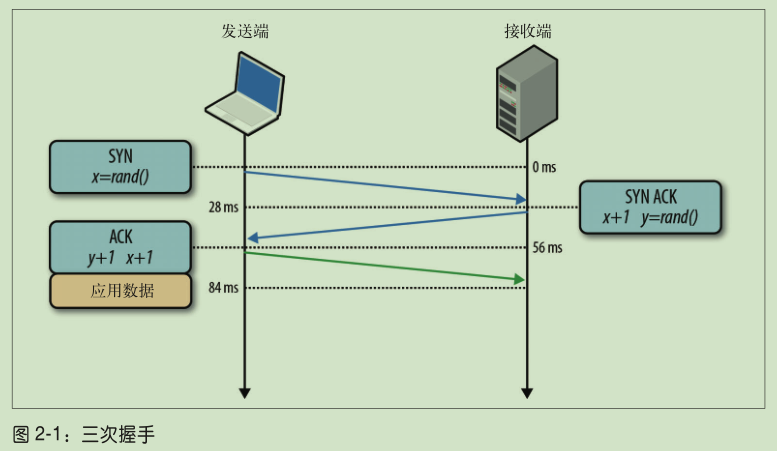 发送端
接收端
SYN
x=rand()
0 ms
28 ms
SYN ACK
x+1 y=rand()
ACK
y+1 x+1
56 ms
应用数据
84 ms
图 2-1：三次握手